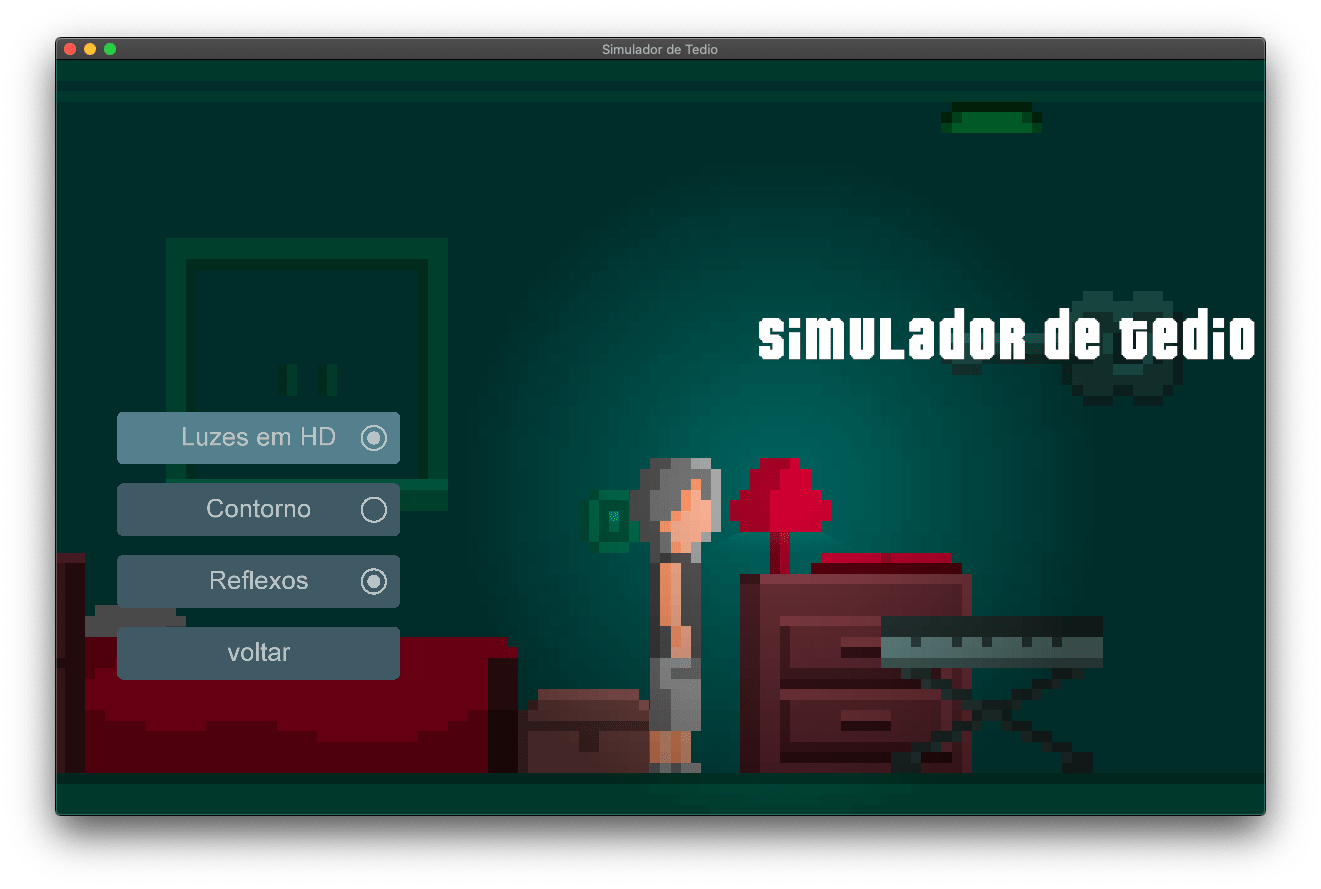 Simulador de Tedio
simulador de tedio
Luzes em HD
Contorno
Reflexos
voltar